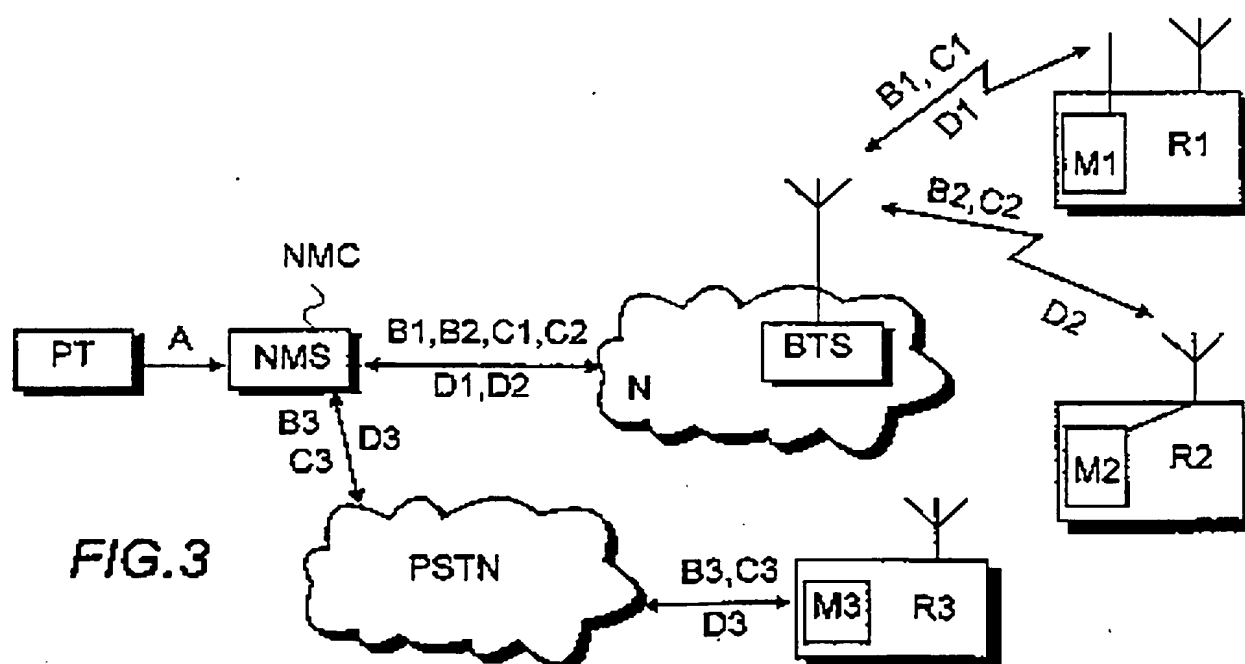 B1, C1
D1
M1
R1
B2,C2
D2
NMC
PT
A
NMS
B1,B2,C1,C2
D1,D2
N
BTS
M2
R2
B3
C3
D3
FIG.3
PSTN
B3,C3
D3
M3
R3